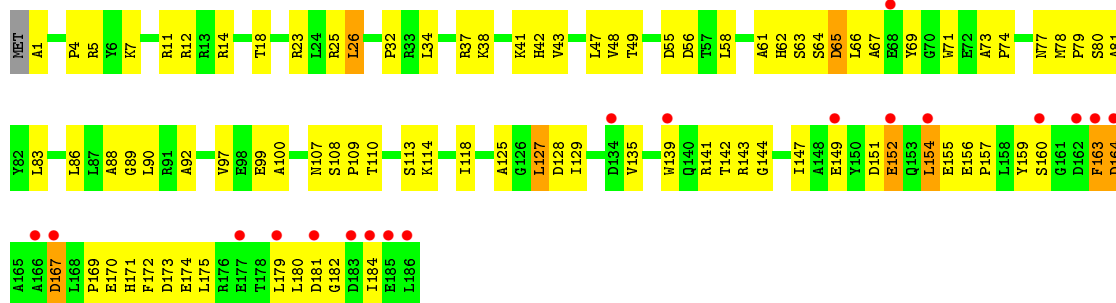 MET A1 P4 R5 Y6 K7 R11 R12 R13 R14 T18 R23 L24 R25 L26 P32 R33 L34 R37 K38 K41 H42 V43 L47 V48 T49 D55 D56 T57 L58 A61 H62 S63 S64 D65 L66 A67 E68 Y69 G70 W71 E72 A73 P74 N77 M78 P79 S80 A81
Y82 L83 L86 L87 A88 G89 L90 R91 A92 V97 E98 E99 A100 N107 S108 P109 T110 S113 K114 I118 A125 G126 L127 D128 I129 D134 V135 W139 Q140 R141 T142 R143 G144 I147 A148 E149 Y150 D151 E152 Q153 L154 E155 E156 P157 L158 Y159 S160 G161 D162 F163 D164
A165 A166 D167 L168 P169 E170 H171 F172 D173 E174 L175 R176 E177 T178 L179 L180 D181 G182 D183 I184 E185 L186